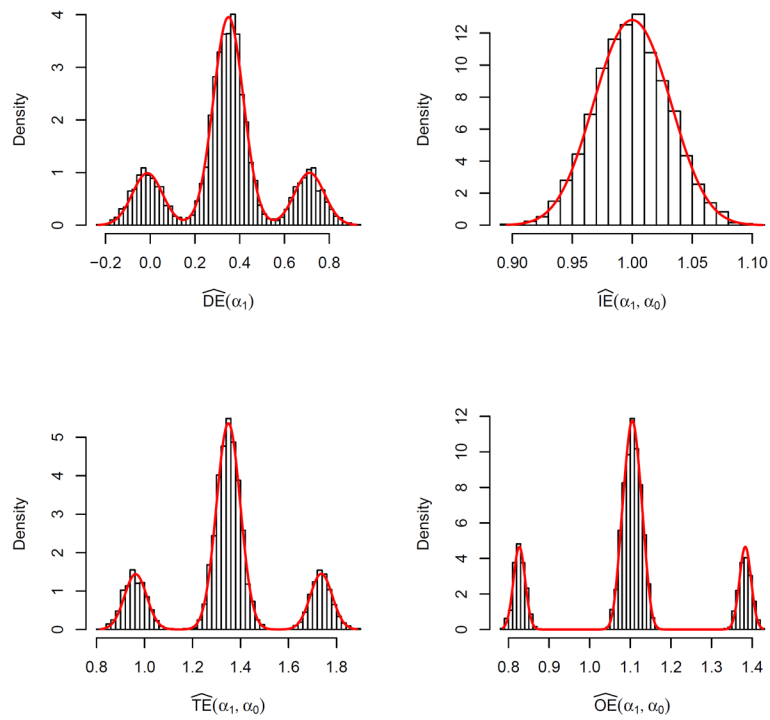 4
3
2
1
0
Density
−0.2 0.0 0.2 0.4 0.6 0.8
D͡E(α₁)
12
10
8
6
4
2
0
Density
0.90 0.95 1.00 1.05 1.10
I͡E(α₁, α₀)
5
4
3
2
1
0
Density
0.8 1.0 1.2 1.4 1.6 1.8
T͡E(α₁, α₀)
12
10
8
6
4
2
0
Density
0.8 0.9 1.0 1.1 1.2 1.3 1.4
O͡E(α₁, α₀)